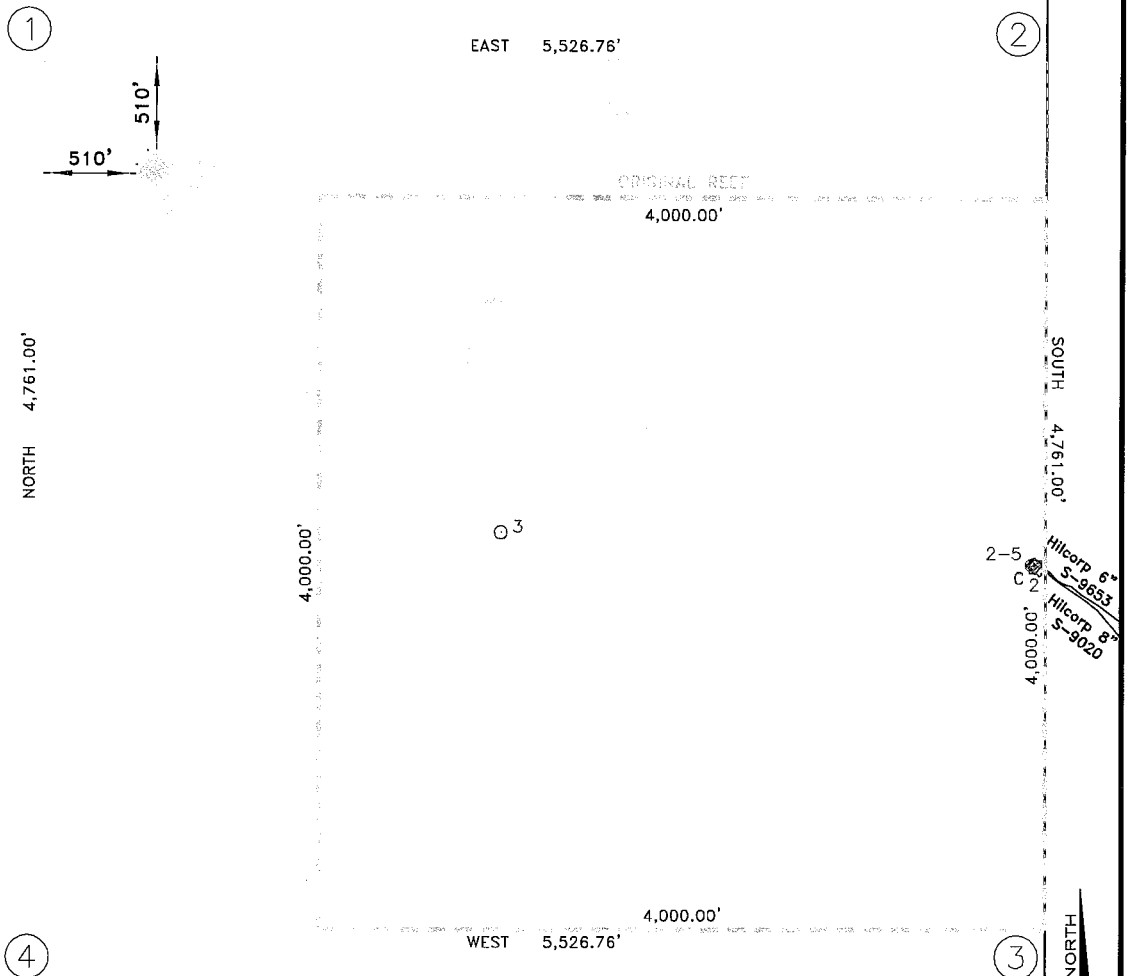 1
2
EAST 5,526.76'
510'
510'
ORIGINAL REEF
4,000.00'
NORTH 4,761.00'
SOUTH 4,761.00'
3
4,000.00'
2-5
C
2
Hilcorp 6"
S-9653
Hilcorp 8"
S-9020
4,000.00'
4,000.00'
WEST 5,526.76'
4
3
NORTH